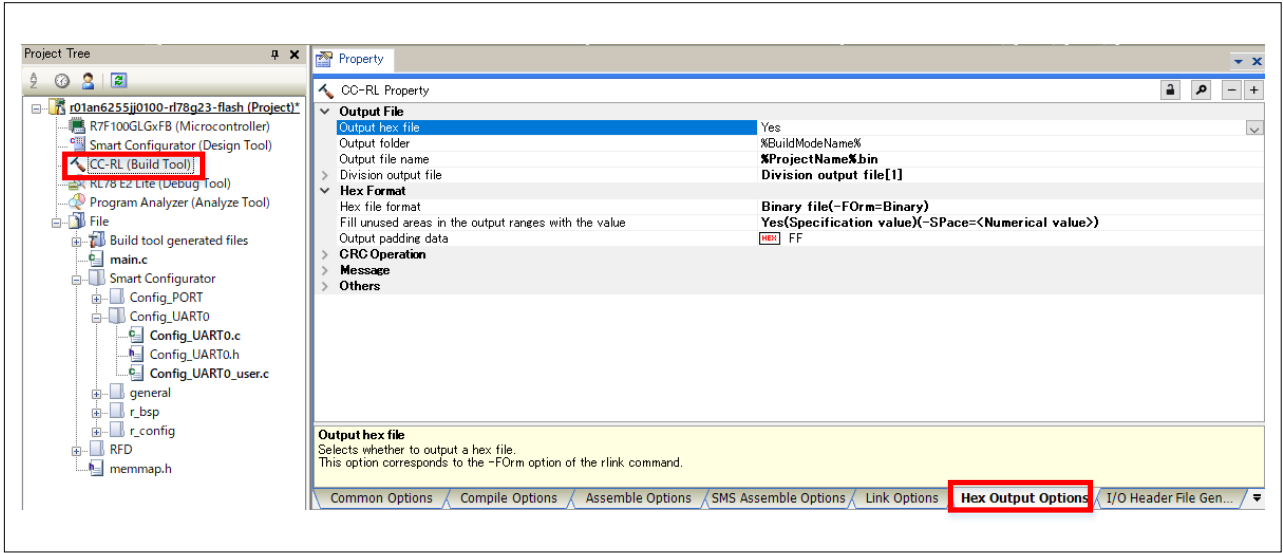 Project Tree
r01an6255jj0100-rl78g23-flash (Project)*
R7F100GLGxFB (Microcontroller)
Smart Configurator (Design Tool)
CC-RL (Build Tool)
RL78 E2 Lite (Debug Tool)
Program Analyzer (Analyze Tool)
File
Build tool generated files
main.c
Smart Configurator
Config_PORT
Config_UART0
Config_UART0.c
Config_UART0.h
Config_UART0_user.c
general
r_bsp
r_config
RFD
memmap.h
Property
CC-RL Property
Output File
Output hex file Yes
Output folder %BuildModeName%
Output file name %ProjectName%.bin
Division output file Division output file[1]
Hex Format
Hex file format Binary file(-FOrm=Binary)
Fill unused areas in the output ranges with the value Yes(Specification value)(-SPace=<Numerical value>)
Output padding data HEX FF
CRC Operation
Message
Others
Output hex file
Selects whether to output a hex file.
This option corresponds to the -FOrm option of the rlink command.
Common Options Compile Options Assemble Options SMS Assemble Options Link Options Hex Output Options I/O Header File Gen...